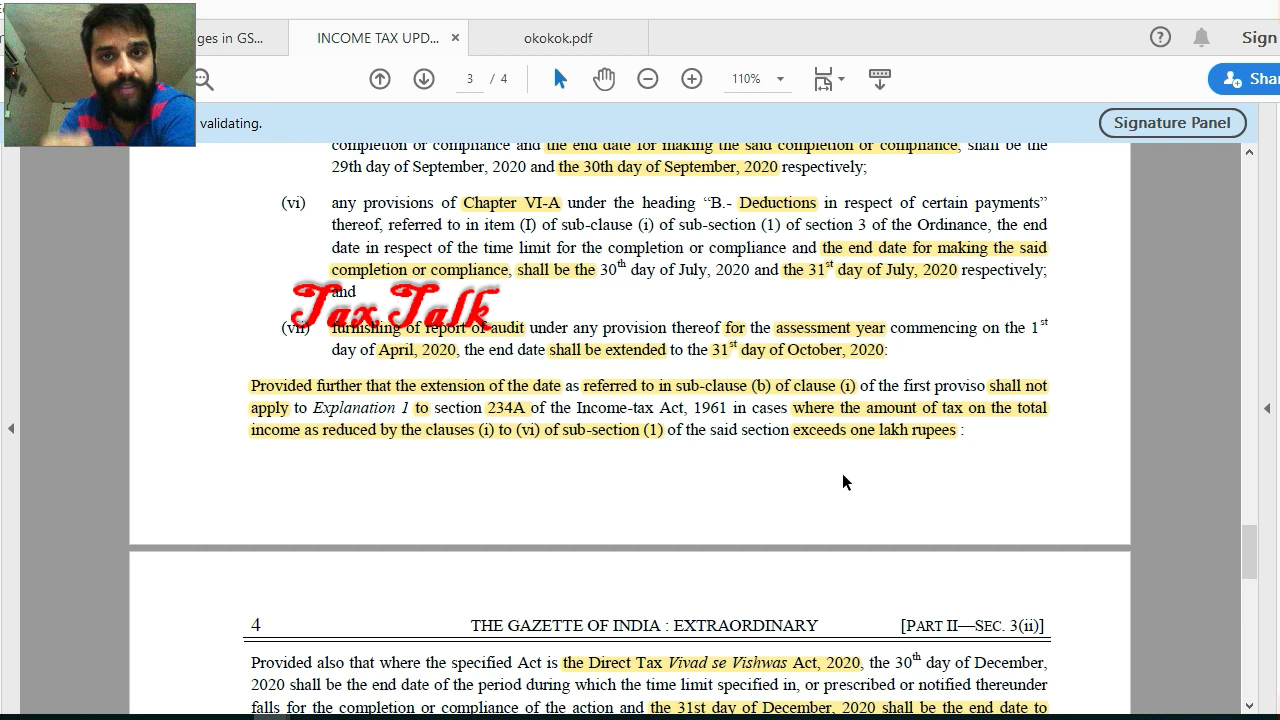 ges in GS...
INCOME TAX UPD...
okokok.pdf
Sign
3 / 4
110%
Shar
validating.
Signature Panel
completion or compliance and the end date for making the said completion or compliance, shall be the
29th day of September, 2020 and the 30th day of September, 2020 respectively;
(vi) any provisions of Chapter VI-A under the heading “B.- Deductions in respect of certain payments”
thereof, referred to in item (I) of sub-clause (i) of sub-section (1) of section 3 of the Ordinance, the end
date in respect of the time limit for the completion or compliance and the end date for making the said
completion or compliance, shall be the 30th day of July, 2020 and the 31st day of July, 2020 respectively;
and
Tax Talk
(vii) furnishing of report of audit under any provision thereof for the assessment year commencing on the 1st
day of April, 2020, the end date shall be extended to the 31st day of October, 2020:
Provided further that the extension of the date as referred to in sub-clause (b) of clause (i) of the first proviso shall not
apply to Explanation 1 to section 234A of the Income-tax Act, 1961 in cases where the amount of tax on the total
income as reduced by the clauses (i) to (vi) of sub-section (1) of the said section exceeds one lakh rupees :
4 THE GAZETTE OF INDIA : EXTRAORDINARY [PART II—SEC. 3(ii)]
Provided also that where the specified Act is the Direct Tax Vivad se Vishwas Act, 2020, the 30th day of December,
2020 shall be the end date of the period during which the time limit specified in, or prescribed or notified thereunder
falls for the completion or compliance of the action and the 31st day of December, 2020 shall be the end date to